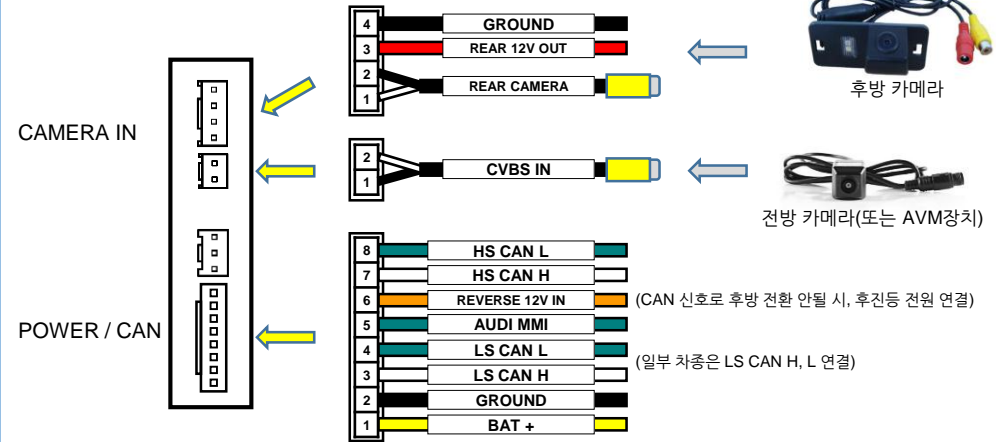 4 GROUND
3 REAR 12V OUT
2
1 REAR CAMERA
후방 카메라
CAMERA IN
2
1 CVBS IN
전방 카메라(또는 AVM장치)
8 HS CAN L
7 HS CAN H
6 REVERSE 12V IN (CAN 신호로 후방 전환 안될 시, 후진등 전원 연결)
POWER / CAN
5 AUDI MMI
4 LS CAN L
(일부 차종은 LS CAN H, L 연결)
3 LS CAN H
2 GROUND
1 BAT +